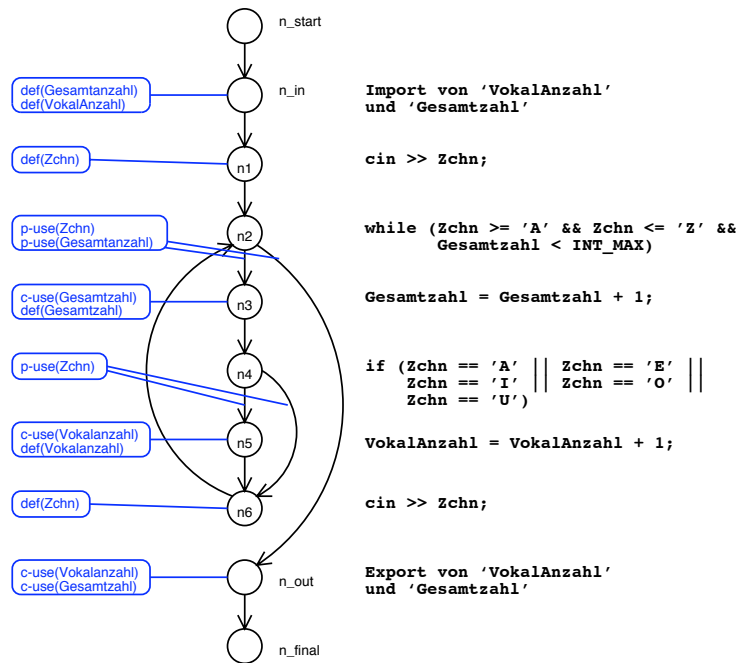 n_start
def(Gesamtanzahl)
def(VokalAnzahl)
n_in
Import von ‘VokalAnzahl’
und ‘Gesamtzahl’
def(Zchn)
n1
cin >> Zchn;
p-use(Zchn)
p-use(Gesamtanzahl)
n2
while (Zchn >= ’A’ && Zchn <= ’Z’ &&
Gesamtzahl < INT_MAX)
c-use(Gesamtzahl)
def(Gesamtzahl)
n3
Gesamtzahl = Gesamtzahl + 1;
p-use(Zchn)
n4
if (Zchn == ’A’ || Zchn == ’E’ ||
Zchn == ’I’ || Zchn == ’O’ ||
Zchn == ’U’)
c-use(Vokalanzahl)
def(Vokalanzahl)
n5
VokalAnzahl = VokalAnzahl + 1;
def(Zchn)
n6
cin >> Zchn;
c-use(Vokalanzahl)
c-use(Gesamtzahl)
n_out
Export von ‘VokalAnzahl’
und ‘Gesamtzahl’
n_final